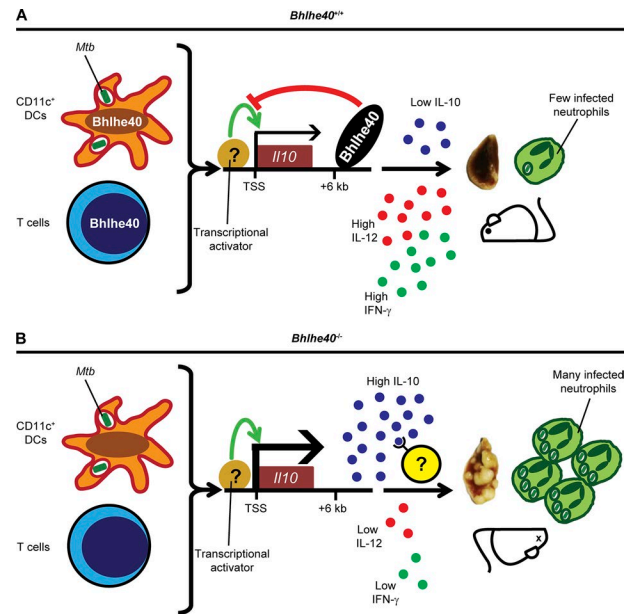 A
Bhlhe40+/+
Mtb
CD11c+
DCs
Bhlhe40
T cells
Bhlhe40
?
Il10
Bhlhe40
TSS
+6 kb
Transcriptional
activator
Low IL-10
High
IL-12
High
IFN-γ
Few infected
neutrophils
B
Bhlhe40-/-
Mtb
CD11c+
DCs
T cells
?
Il10
TSS
+6 kb
Transcriptional
activator
High IL-10
?
Low
IL-12
Low
IFN-γ
Many infected
neutrophils
x